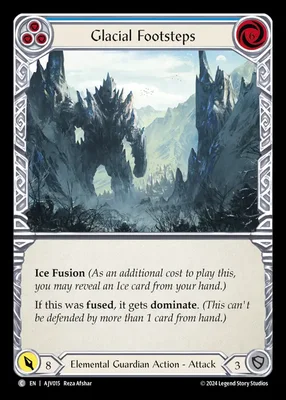 Glacial Footsteps
Ice Fusion (As an additional cost to play this,
you may reveal an Ice card from your hand.)
If this was fused, it gets dominate. (This can't
be defended by more than 1 card from hand.)
8 Elemental Guardian Action - Attack 3
C EN | AJV015 Reza Afshar © 2024 Legend Story Studios